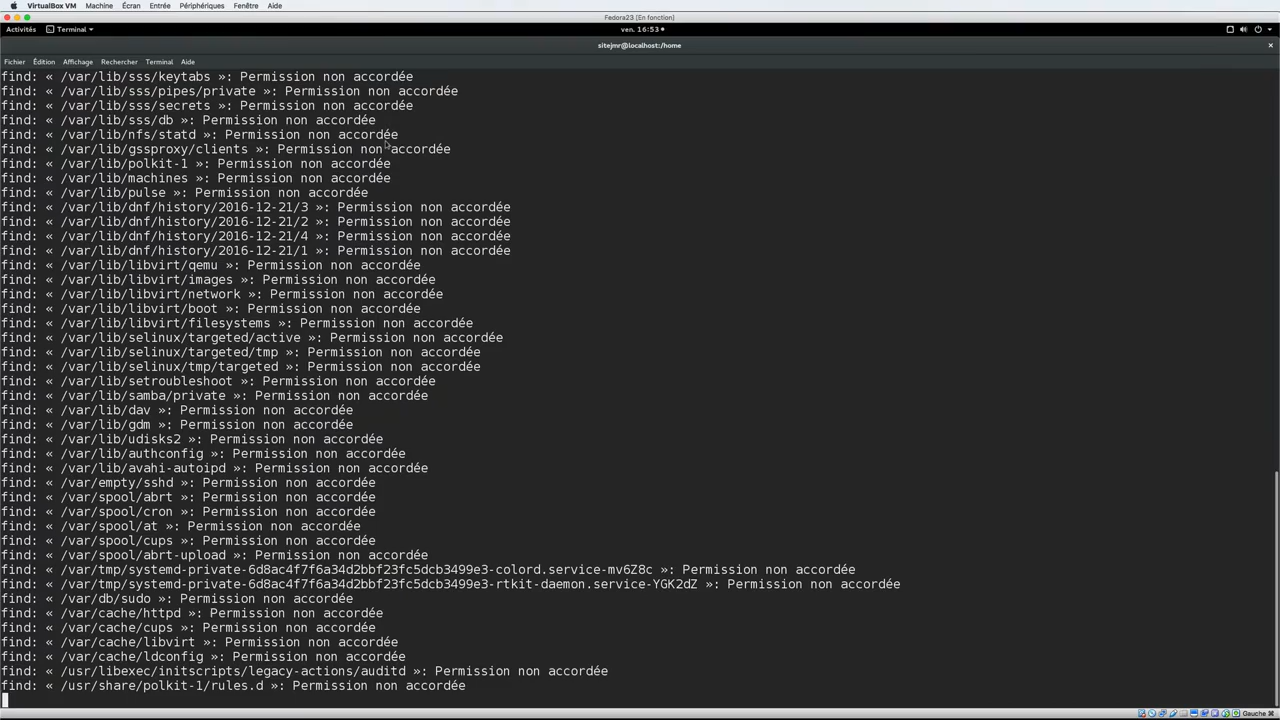 VirtualBox VM Machine Écran Entrée Périphériques Fenêtre Aide
Fedora23 [En fonction]
Activités Terminal ven. 16:53
sitejmr@localhost:/home
Fichier Édition Affichage Rechercher Terminal Aide
find: « /var/lib/sss/keytabs »: Permission non accordée
find: « /var/lib/sss/pipes/private »: Permission non accordée
find: « /var/lib/sss/secrets »: Permission non accordée
find: « /var/lib/sss/db »: Permission non accordée
find: « /var/lib/nfs/statd »: Permission non accordée
find: « /var/lib/gssproxy/clients »: Permission non accordée
find: « /var/lib/polkit-1 »: Permission non accordée
find: « /var/lib/machines »: Permission non accordée
find: « /var/lib/pulse »: Permission non accordée
find: « /var/lib/dnf/history/2016-12-21/3 »: Permission non accordée
find: « /var/lib/dnf/history/2016-12-21/2 »: Permission non accordée
find: « /var/lib/dnf/history/2016-12-21/4 »: Permission non accordée
find: « /var/lib/dnf/history/2016-12-21/1 »: Permission non accordée
find: « /var/lib/libvirt/qemu »: Permission non accordée
find: « /var/lib/libvirt/images »: Permission non accordée
find: « /var/lib/libvirt/network »: Permission non accordée
find: « /var/lib/libvirt/boot »: Permission non accordée
find: « /var/lib/libvirt/filesystems »: Permission non accordée
find: « /var/lib/selinux/targeted/active »: Permission non accordée
find: « /var/lib/selinux/targeted/tmp »: Permission non accordée
find: « /var/lib/selinux/tmp/targeted »: Permission non accordée
find: « /var/lib/setroubleshoot »: Permission non accordée
find: « /var/lib/samba/private »: Permission non accordée
find: « /var/lib/dav »: Permission non accordée
find: « /var/lib/gdm »: Permission non accordée
find: « /var/lib/udisks2 »: Permission non accordée
find: « /var/lib/authconfig »: Permission non accordée
find: « /var/lib/avahi-autoipd »: Permission non accordée
find: « /var/empty/sshd »: Permission non accordée
find: « /var/spool/abrt »: Permission non accordée
find: « /var/spool/cron »: Permission non accordée
find: « /var/spool/at »: Permission non accordée
find: « /var/spool/cups »: Permission non accordée
find: « /var/spool/abrt-upload »: Permission non accordée
find: « /var/tmp/systemd-private-6d8ac4f7f6a34d2bbf23fc5dcb3499e3-colord.service-mv6Z8c »: Permission non accordée
find: « /var/tmp/systemd-private-6d8ac4f7f6a34d2bbf23fc5dcb3499e3-rtkit-daemon.service-YGK2dZ »: Permission non accordée
find: « /var/db/sudo »: Permission non accordée
find: « /var/cache/httpd »: Permission non accordée
find: « /var/cache/cups »: Permission non accordée
find: « /var/cache/libvirt »: Permission non accordée
find: « /var/cache/ldconfig »: Permission non accordée
find: « /usr/libexec/initscripts/legacy-actions/auditd »: Permission non accordée
find: « /usr/share/polkit-1/rules.d »: Permission non accordée
Gauche ⌘